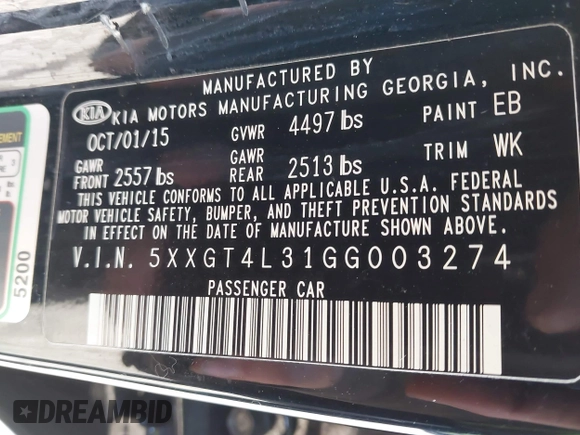 MANUFACTURED BY
KIA KIA MOTORS MANUFACTURING GEORGIA, INC.
OCT/01/15 GVWR 4497 lbs PAINT EB
GAWR FRONT 2557 lbs GAWR REAR 2513 lbs TRIM WK
THIS VEHICLE CONFORMS TO ALL APPLICABLE U.S.A. FEDERAL
MOTOR VEHICLE SAFETY, BUMPER, AND THEFT PREVENTION STANDARDS
IN EFFECT ON THE DATE OF MANUFACTURE SHOWN ABOVE.
V.I.N. 5XXGT4L31GG003274
PASSENGER CAR
5200
DREAMBID